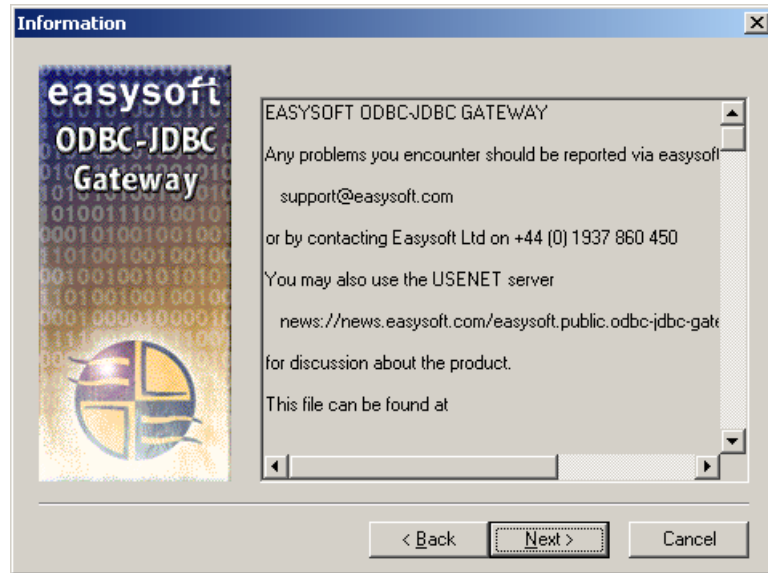 Information
easysoft
ODBC-JDBC
Gateway
EASYSOFT ODBC-JDBC GATEWAY
Any problems you encounter should be reported via easysoft
support@easysoft.com
or by contacting Easysoft Ltd on +44 (0) 1937 860 450
You may also use the USENET server
news://news.easysoft.com/easysoft.public.odbc-jdbc-gate
for discussion about the product.
This file can be found at
< Back
Next >
Cancel